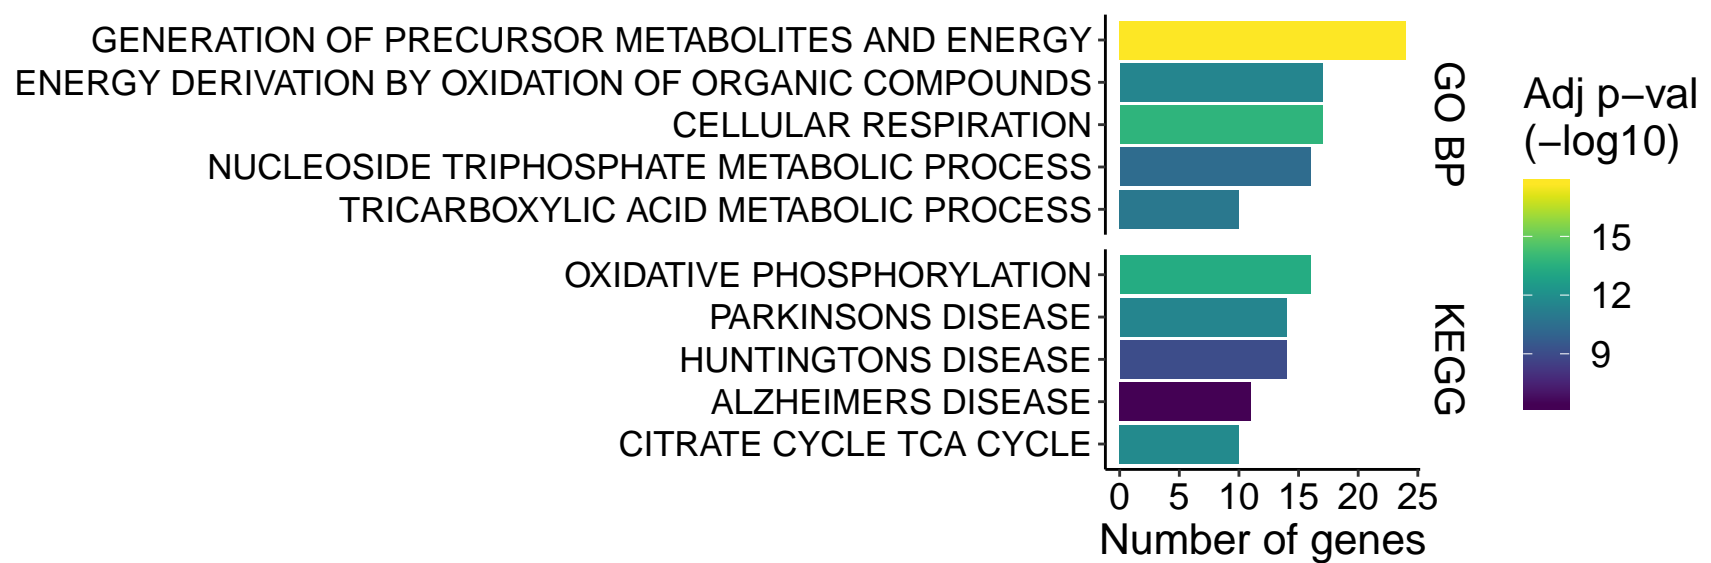 GENERATION OF PRECURSOR METABOLITES AND ENERGY
ENERGY DERIVATION BY OXIDATION OF ORGANIC COMPOUNDS
CELLULAR RESPIRATION
NUCLEOSIDE TRIPHOSPHATE METABOLIC PROCESS
TRICARBOXYLIC ACID METABOLIC PROCESS
GO BP
OXIDATIVE PHOSPHORYLATION
PARKINSONS DISEASE
HUNTINGTONS DISEASE
ALZHEIMERS DISEASE
CITRATE CYCLE TCA CYCLE
KEGG
0 5 10 15 20 25
Number of genes
Adj p−val
(−log10)
15
12
9